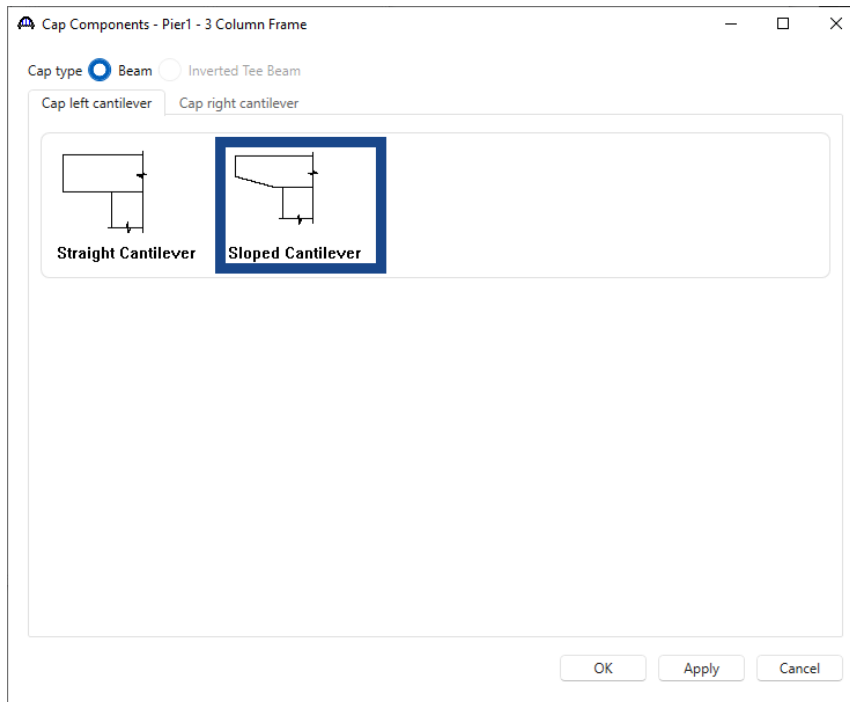 Cap Components - Pier1 - 3 Column Frame
Cap type Beam Inverted Tee Beam
Cap left cantilever Cap right cantilever
Straight Cantilever Sloped Cantilever
OK Apply Cancel